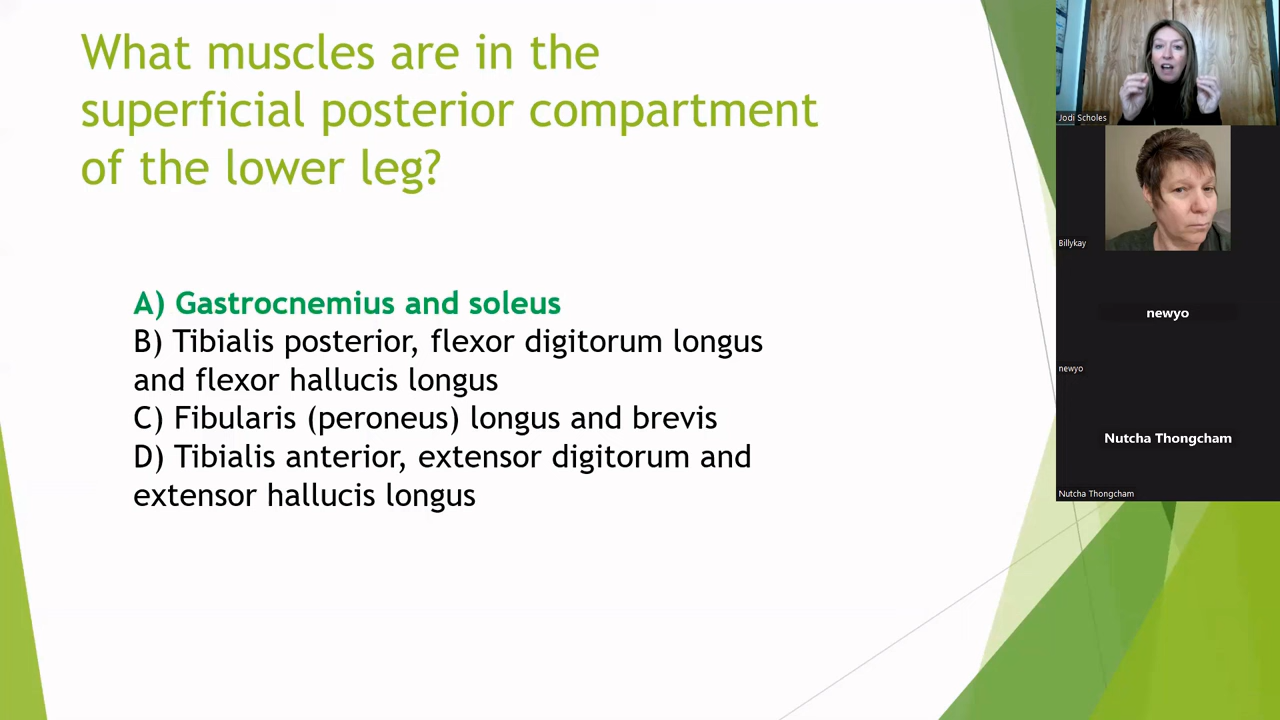 What muscles are in the
superficial posterior compartment
of the lower leg?
A) Gastrocnemius and soleus
B) Tibialis posterior, flexor digitorum longus
and flexor hallucis longus
C) Fibularis (peroneus) longus and brevis
D) Tibialis anterior, extensor digitorum and
extensor hallucis longus
Jodi Scholes
Billykay
newyo
newyo
Nutcha Thongcham
Nutcha Thongcham